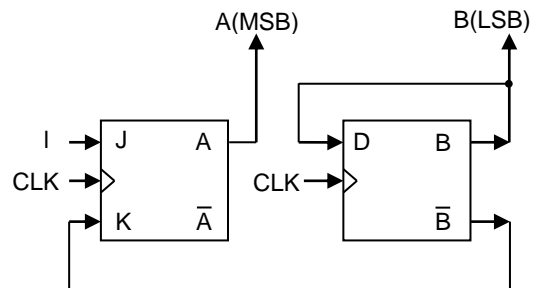 A(MSB) B(LSB)
I J A D B
CLK CLK
K A̅ B̅